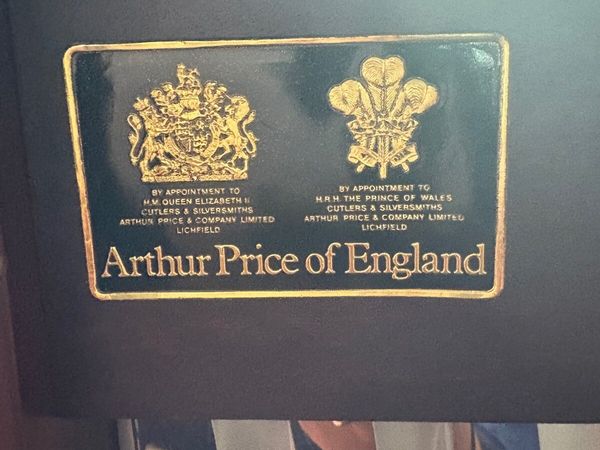 BY APPOINTMENT TO
H.M. QUEEN ELIZABETH II
CUTLERS & SILVERSMITHS
ARTHUR PRICE & COMPANY LIMITED
LICHFIELD
BY APPOINTMENT TO
H.R.H. THE PRINCE OF WALES
CUTLERS & SILVERSMITHS
ARTHUR PRICE & COMPANY LIMITED
LICHFIELD
Arthur Price of England